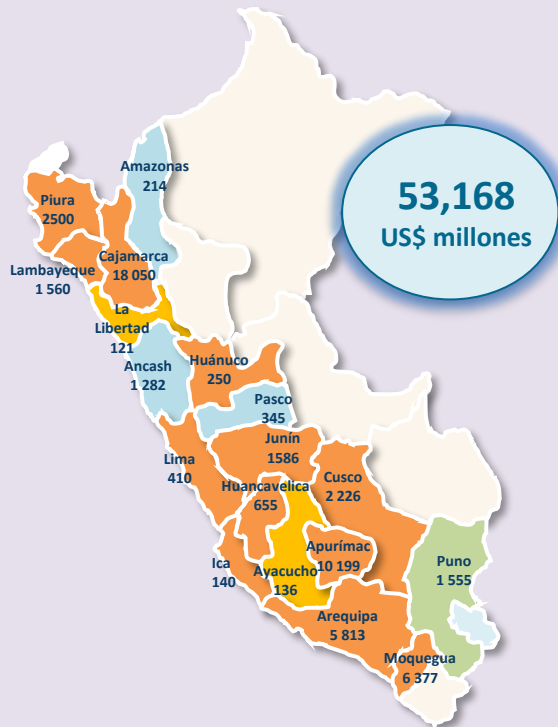 Amazonas
214
53,168
US$ millones
Piura
2500
Cajamarca
18 050
Lambayeque
1 560
La
Libertad
121
Ancash
1 282
Huánuco
250
Pasco
345
Junín
1586
Lima
410
Cusco
2 226
Huancavelica
655
Apurímac
10 199
Ica
140
Ayacucho
136
Puno
1 555
Arequipa
5 813
Moquegua
6 377